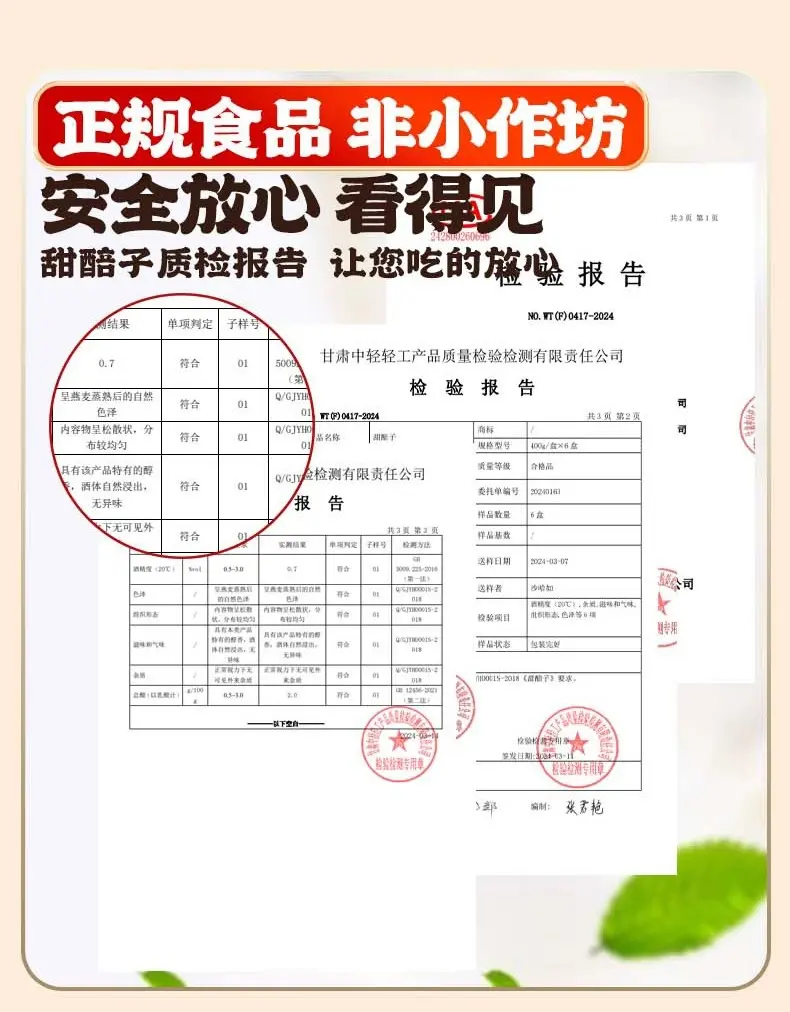 正规食品 非小作坊
安全放心 看得见
甜醅子质检报告 让您吃的放心
242800260696
共3页 第1页
检验报告
NO.WT(F)0417-2024
甘肃中轻轻工产品质量检验检测有限责任公司
检 验 报 告
WT(F)0417-2024
共3页 第2页
品名称 甜醅子 商标 /
规格型号 400g/盒×6盒
质量等级 合格品
委托单编号 20240163
样品数量 6盒
样品基数 /
送样日期 2024-03-07
送样者 沙哈如
检验项目 酒精度(20℃),杂质,滋味和气味,组织形态,色泽等6项
样品状态 包装完好
《甜醅子》要求。
检验检测专用章
签发日期:2024-03-11
编制:
司
司
公司
测结果 单项判定 子样号
0.7 符合 01 5009.
(第
呈燕麦蒸熟后的自然
色泽
符合 01 Q/GJYH0
01
内容物呈松散状，分
布较均匀
符合 01 Q/GJYH0
01
具有该产品特有的醇
香，酒体自然浸出，
无异味
符合 01 Q/GJY
下无可见外
符合 01
检验检测有限责任公司
报 告
共3页 第3页
实测结果 单项判定 子样号 检测方法
酒精度(20℃) %vol 0.5-3.0 0.7 符合 01 GB
5009.225-2016
(第一法)
色泽 / 呈燕麦蒸熟后的自然色泽 呈燕麦蒸熟后的自然色泽 符合 01 Q/GJYH0001S-2018
组织形态 / 内容物呈松散状、分布较均匀 内容物呈松散状，分布较均匀 符合 01 Q/GJYH0001S-2018
滋味和气味 / 具有本类产品特有的醇香，酒体自然浸出，无异味 具有该产品特有的醇香，酒体自然浸出，无异味 符合 01 Q/GJYH0001S-2018
杂质 / 正常视力下无可见外来杂质 正常视力下无可见外来杂质 符合 01 Q/GJYH0001S-2018
总酸(以乳酸计) g/100g 0.5-3.0 2.0 符合 01 GB 12456-2021
(第二法)
以下空白
2024-03-14
检验检测专用章
检验检测专用章